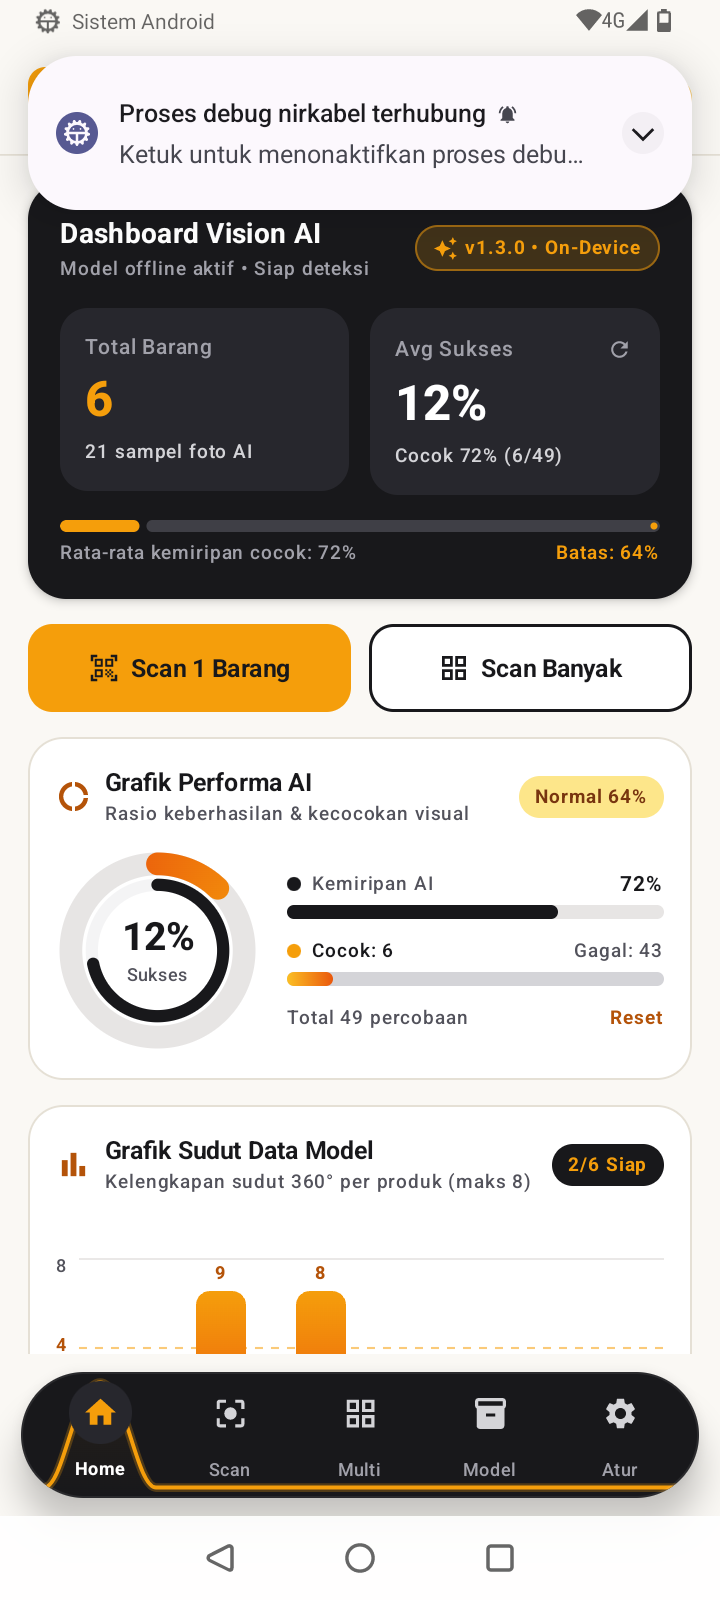 Sistem Android
4G
Proses debug nirkabel terhubung
Ketuk untuk menonaktifkan proses debu...
Dashboard Vision AI
Model offline aktif • Siap deteksi
v1.3.0 • On-Device
Total Barang
6
21 sampel foto AI
Avg Sukses
12%
Cocok 72% (6/49)
Rata-rata kemiripan cocok: 72%
Batas: 64%
Scan 1 Barang
Scan Banyak
Grafik Performa AI
Rasio keberhasilan & kecocokan visual
Normal 64%
12%
Sukses
Kemiripan AI
72%
Cocok: 6
Gagal: 43
Total 49 percobaan
Reset
Grafik Sudut Data Model
Kelengkapan sudut 360° per produk (maks 8)
2/6 Siap
8
9
8
4
Home
Scan
Multi
Model
Atur